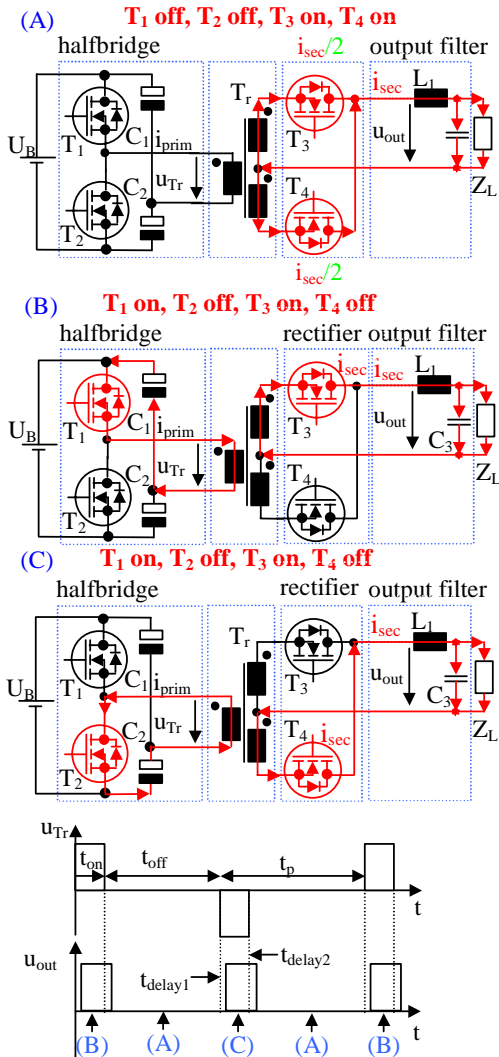 (A) T1 off, T2 off, T3 on, T4 on
halfbridge isec/2 output filter
Tr isec L1
T1 C1 iprim T3 uout
UB C2 uTr T4 ZL
T2
isec/2
(B) T1 on, T2 off, T3 on, T4 off
halfbridge rectifier output filter
isec isec L1
T1 C1 iprim T3 uout
UB C2 uTr T4 C3
T2 ZL
T1 on, T2 off, T3 on, T4 off
(C) halfbridge rectifier output filter
Tr isec L1
T1 C1 iprim T3 uout
UB C2 uTr T4 isec C3
T2 ZL
uTr
ton toff tp
t
uout tdelay1 tdelay2
t
(B) (A) (C) (A) (B)